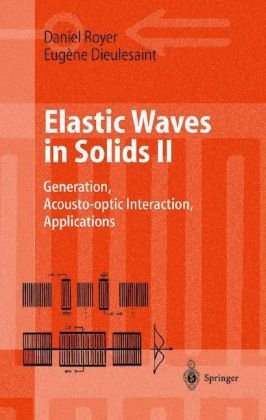 Daniel Royer
Eugène Dieulesaint
Elastic Waves
in Solids II
Generation,
Acousto-optic Interaction,
Applications
Springer